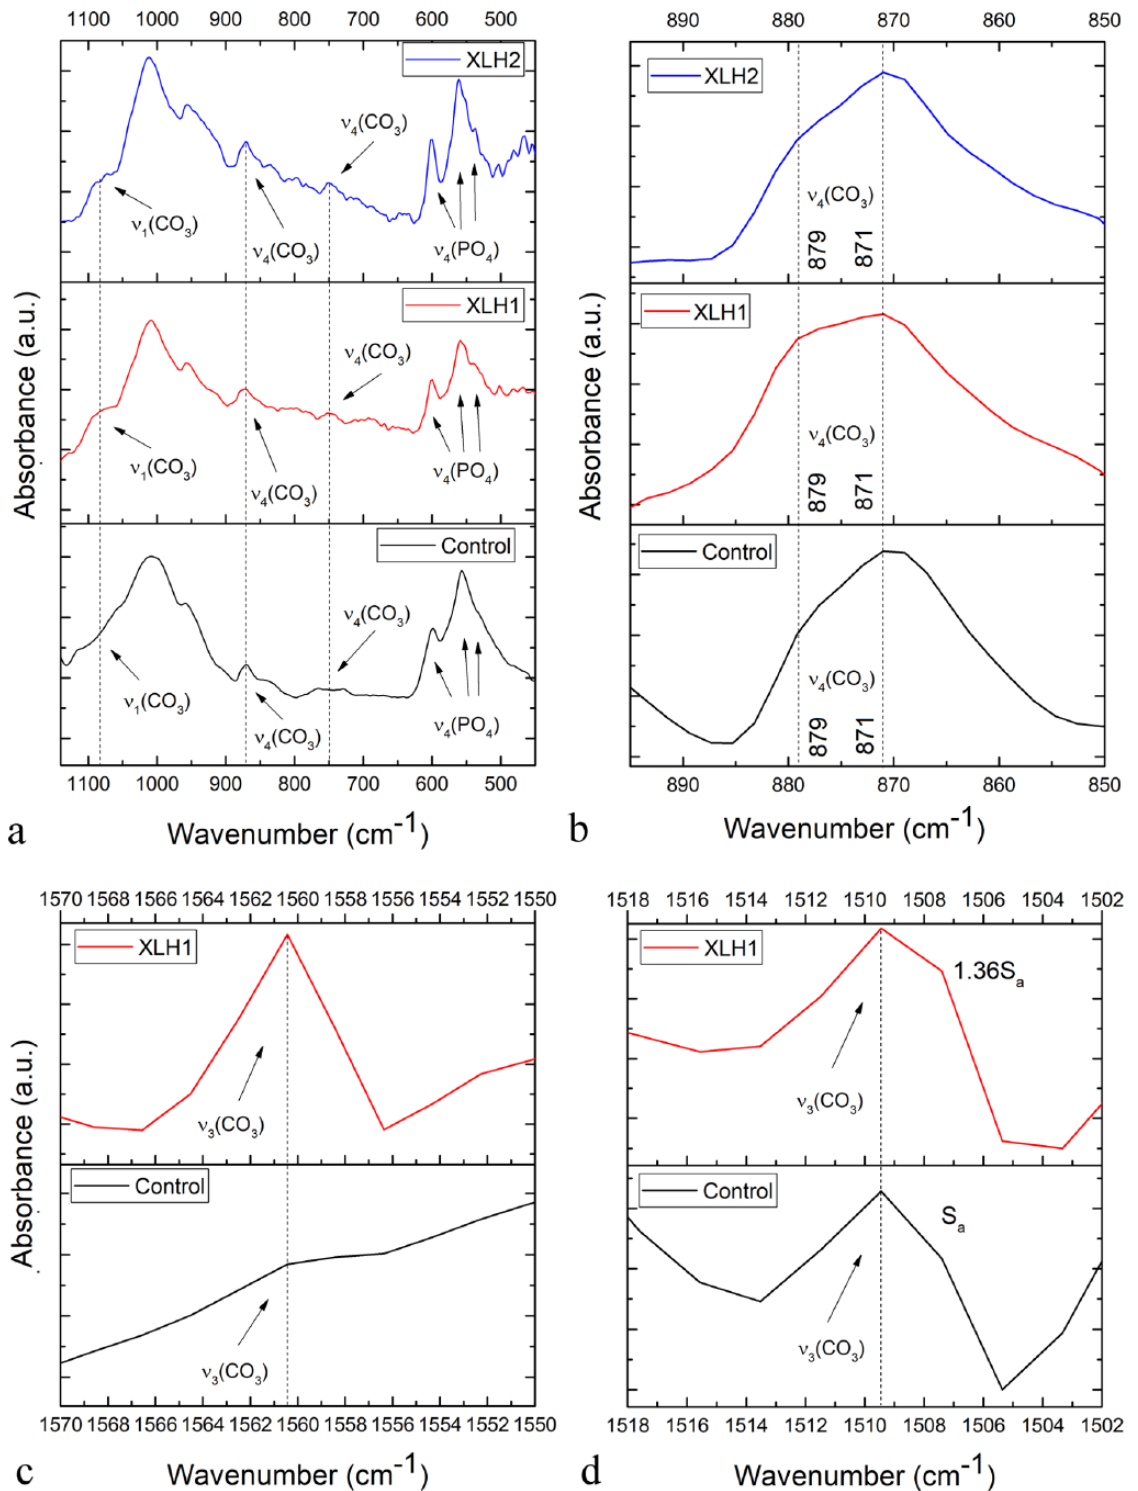 1100 1000 900 800 700 600 500
XLH2
ν4(CO3)
ν1(CO3)
ν4(CO3)
ν4(PO4)
XLH1
ν4(CO3)
ν1(CO3)
ν4(CO3)
ν4(PO4)
Control
ν4(CO3)
ν1(CO3)
ν4(CO3)
ν4(PO4)
Absorbance (a.u.)
1100 1000 900 800 700 600 500
Wavenumber (cm-1)
a
890 880 870 860 850
XLH2
ν4(CO3)
879 871
XLH1
ν4(CO3)
879 871
Control
ν4(CO3)
879 871
Absorbance (a.u.)
890 880 870 860 850
Wavenumber (cm-1)
b
1570 1568 1566 1564 1562 1560 1558 1556 1554 1552 1550
XLH1
ν3(CO3)
Control
ν3(CO3)
Absorbance (a.u.)
1570 1568 1566 1564 1562 1560 1558 1556 1554 1552 1550
Wavenumber (cm-1)
c
1518 1516 1514 1512 1510 1508 1506 1504 1502
XLH1
1.36Sa
ν3(CO3)
Control
Sa
ν3(CO3)
1518 1516 1514 1512 1510 1508 1506 1504 1502
Wavenumber (cm-1)
d